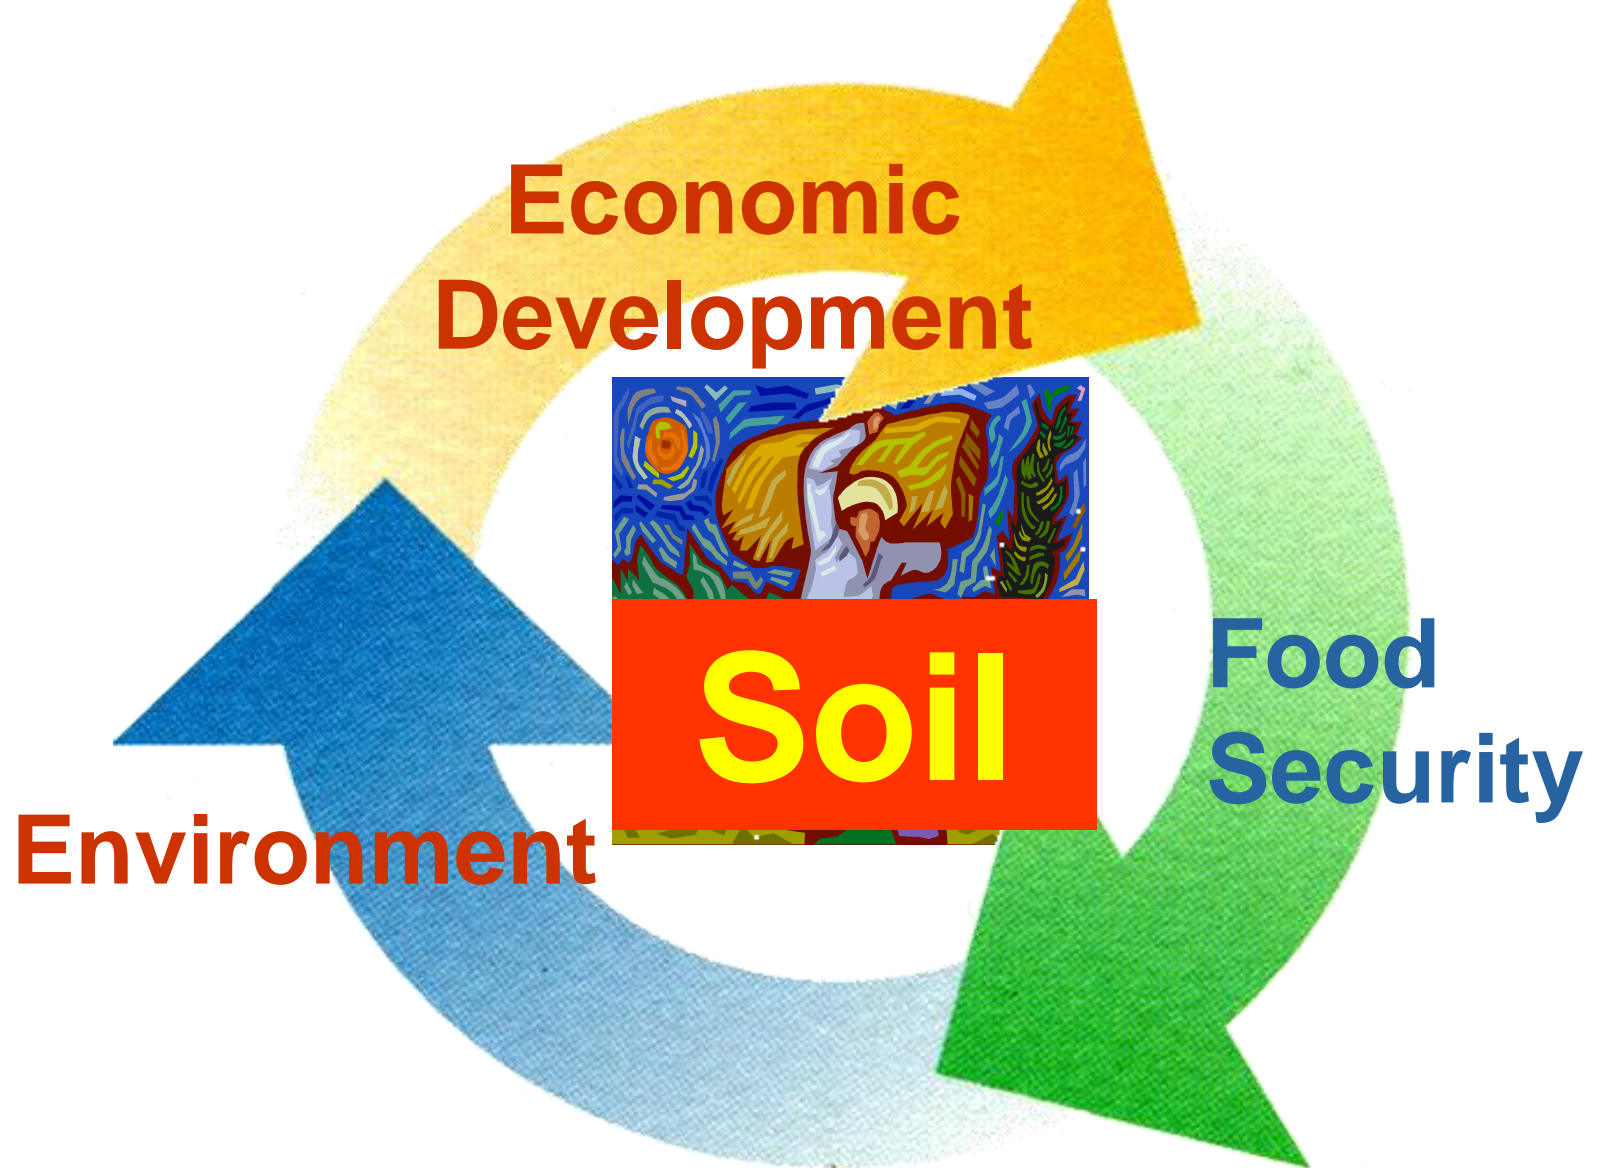 Economic
Development
Soil
Food
Security
Environment